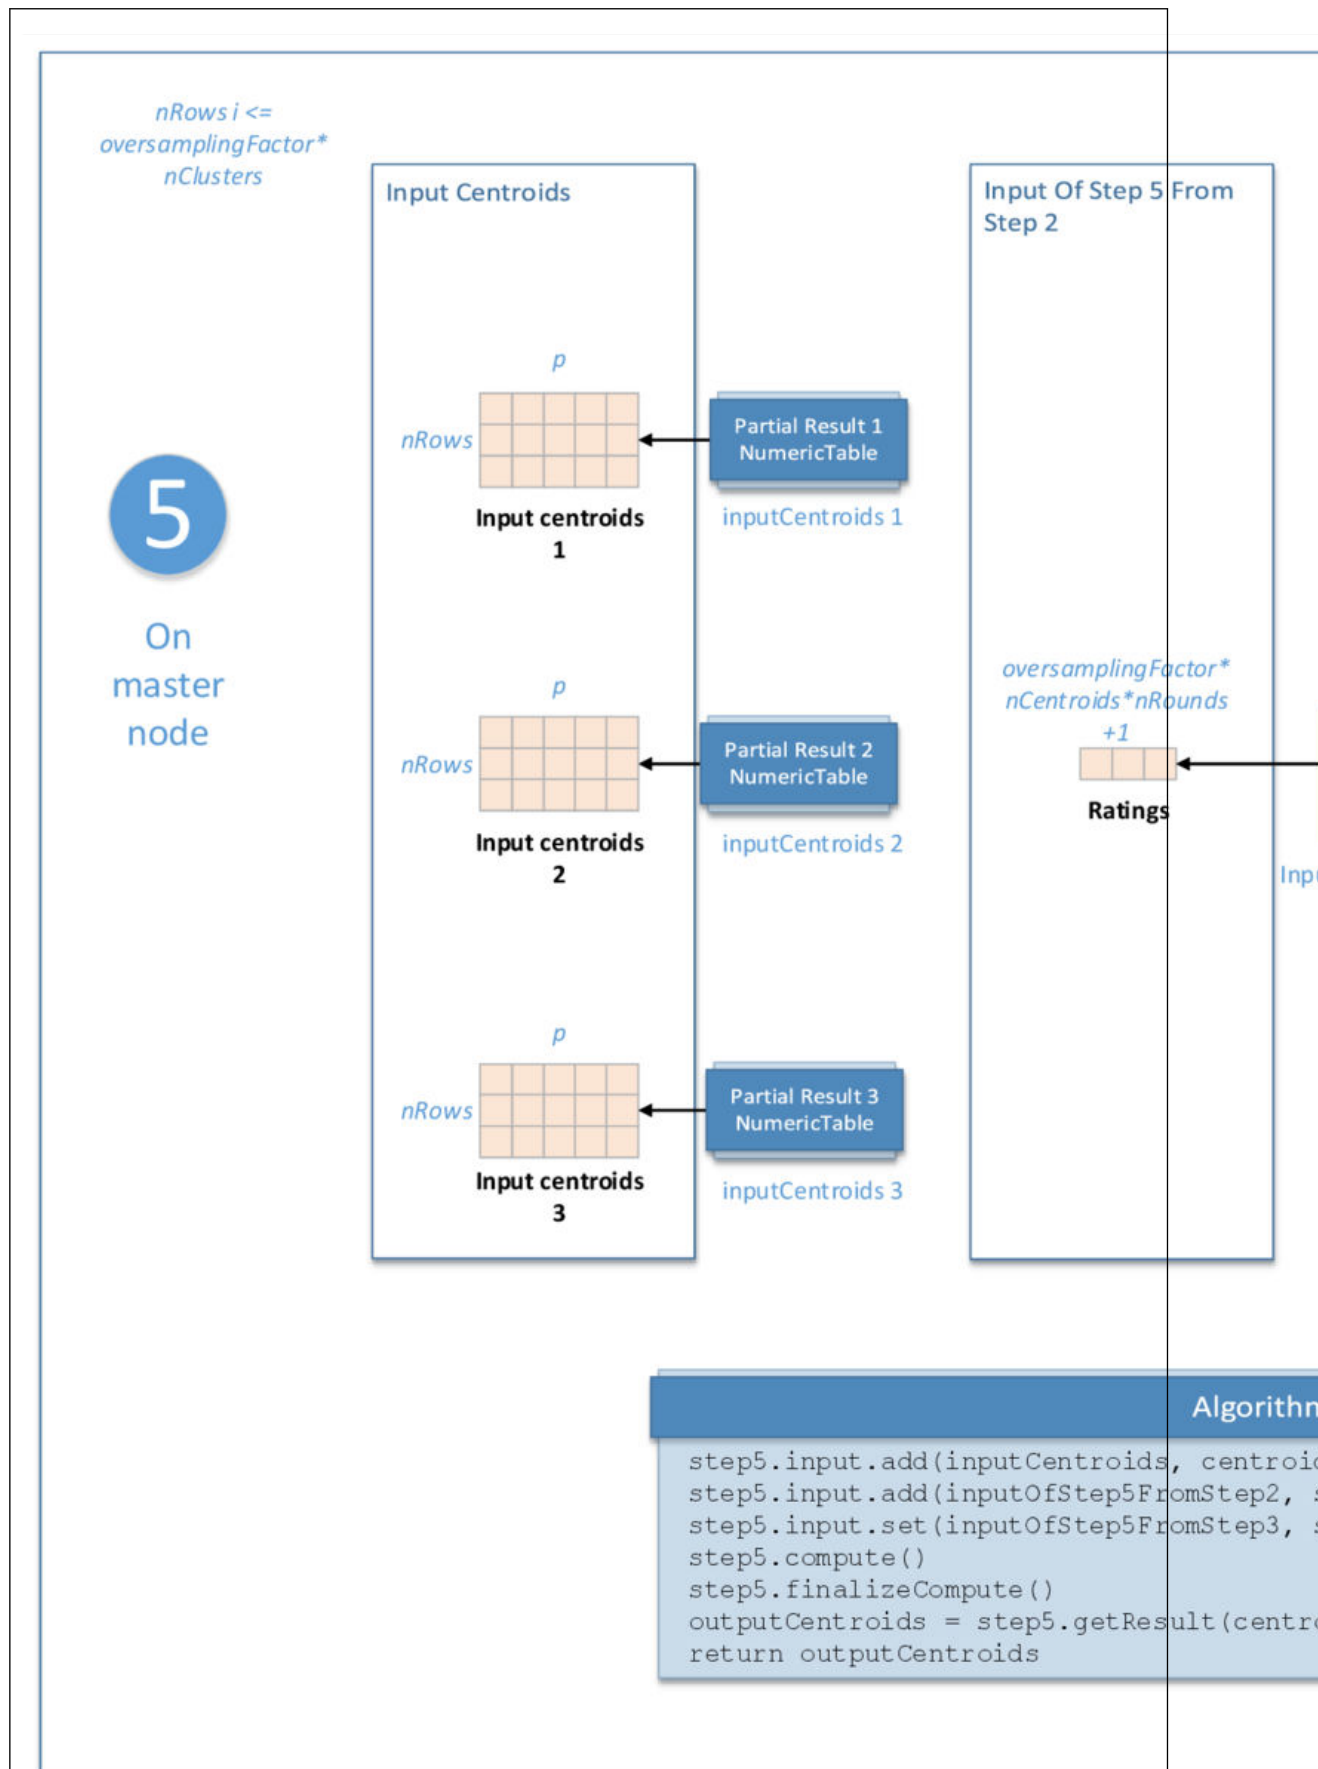 nRows i <=
oversamplingFactor*
nClusters
Input Centroids
Input Of Step 5 From
Step 2
p
nRows
Partial Result 1
NumericTable
Input centroids
1
inputCentroids 1
5
On
master
node
p
nRows
Partial Result 2
NumericTable
Input centroids
2
inputCentroids 2
oversamplingFactor*
nCentroids*nRounds
+1
Ratings
p
nRows
Partial Result 3
NumericTable
Input centroids
3
inputCentroids 3
step5.input.add(inputCentroids,
step5.input.add(inputOfStep5FromStep2,
step5.input.set(inputOfStep5FromStep3,
step5.compute()
step5.finalizeCompute()
outputCentroids = step5.getResult(
return outputCentroids